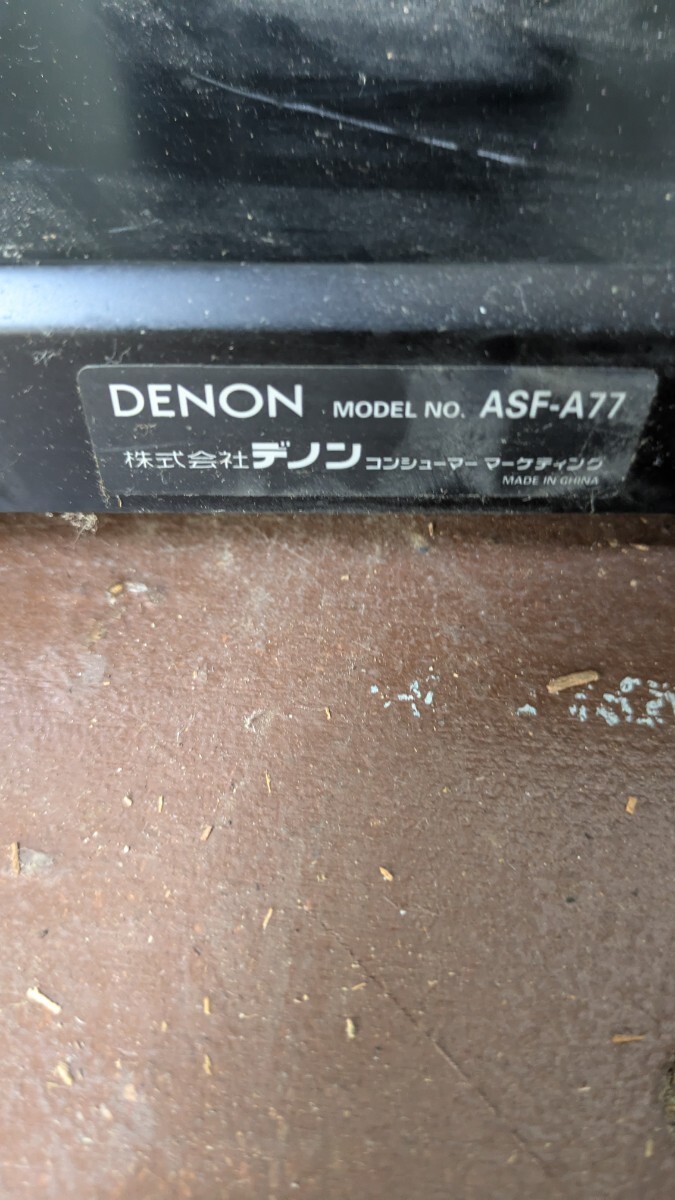 DENON MODEL NO. ASF-A77
株式会社デノン コンシューマー マーケティング
MADE IN CHINA